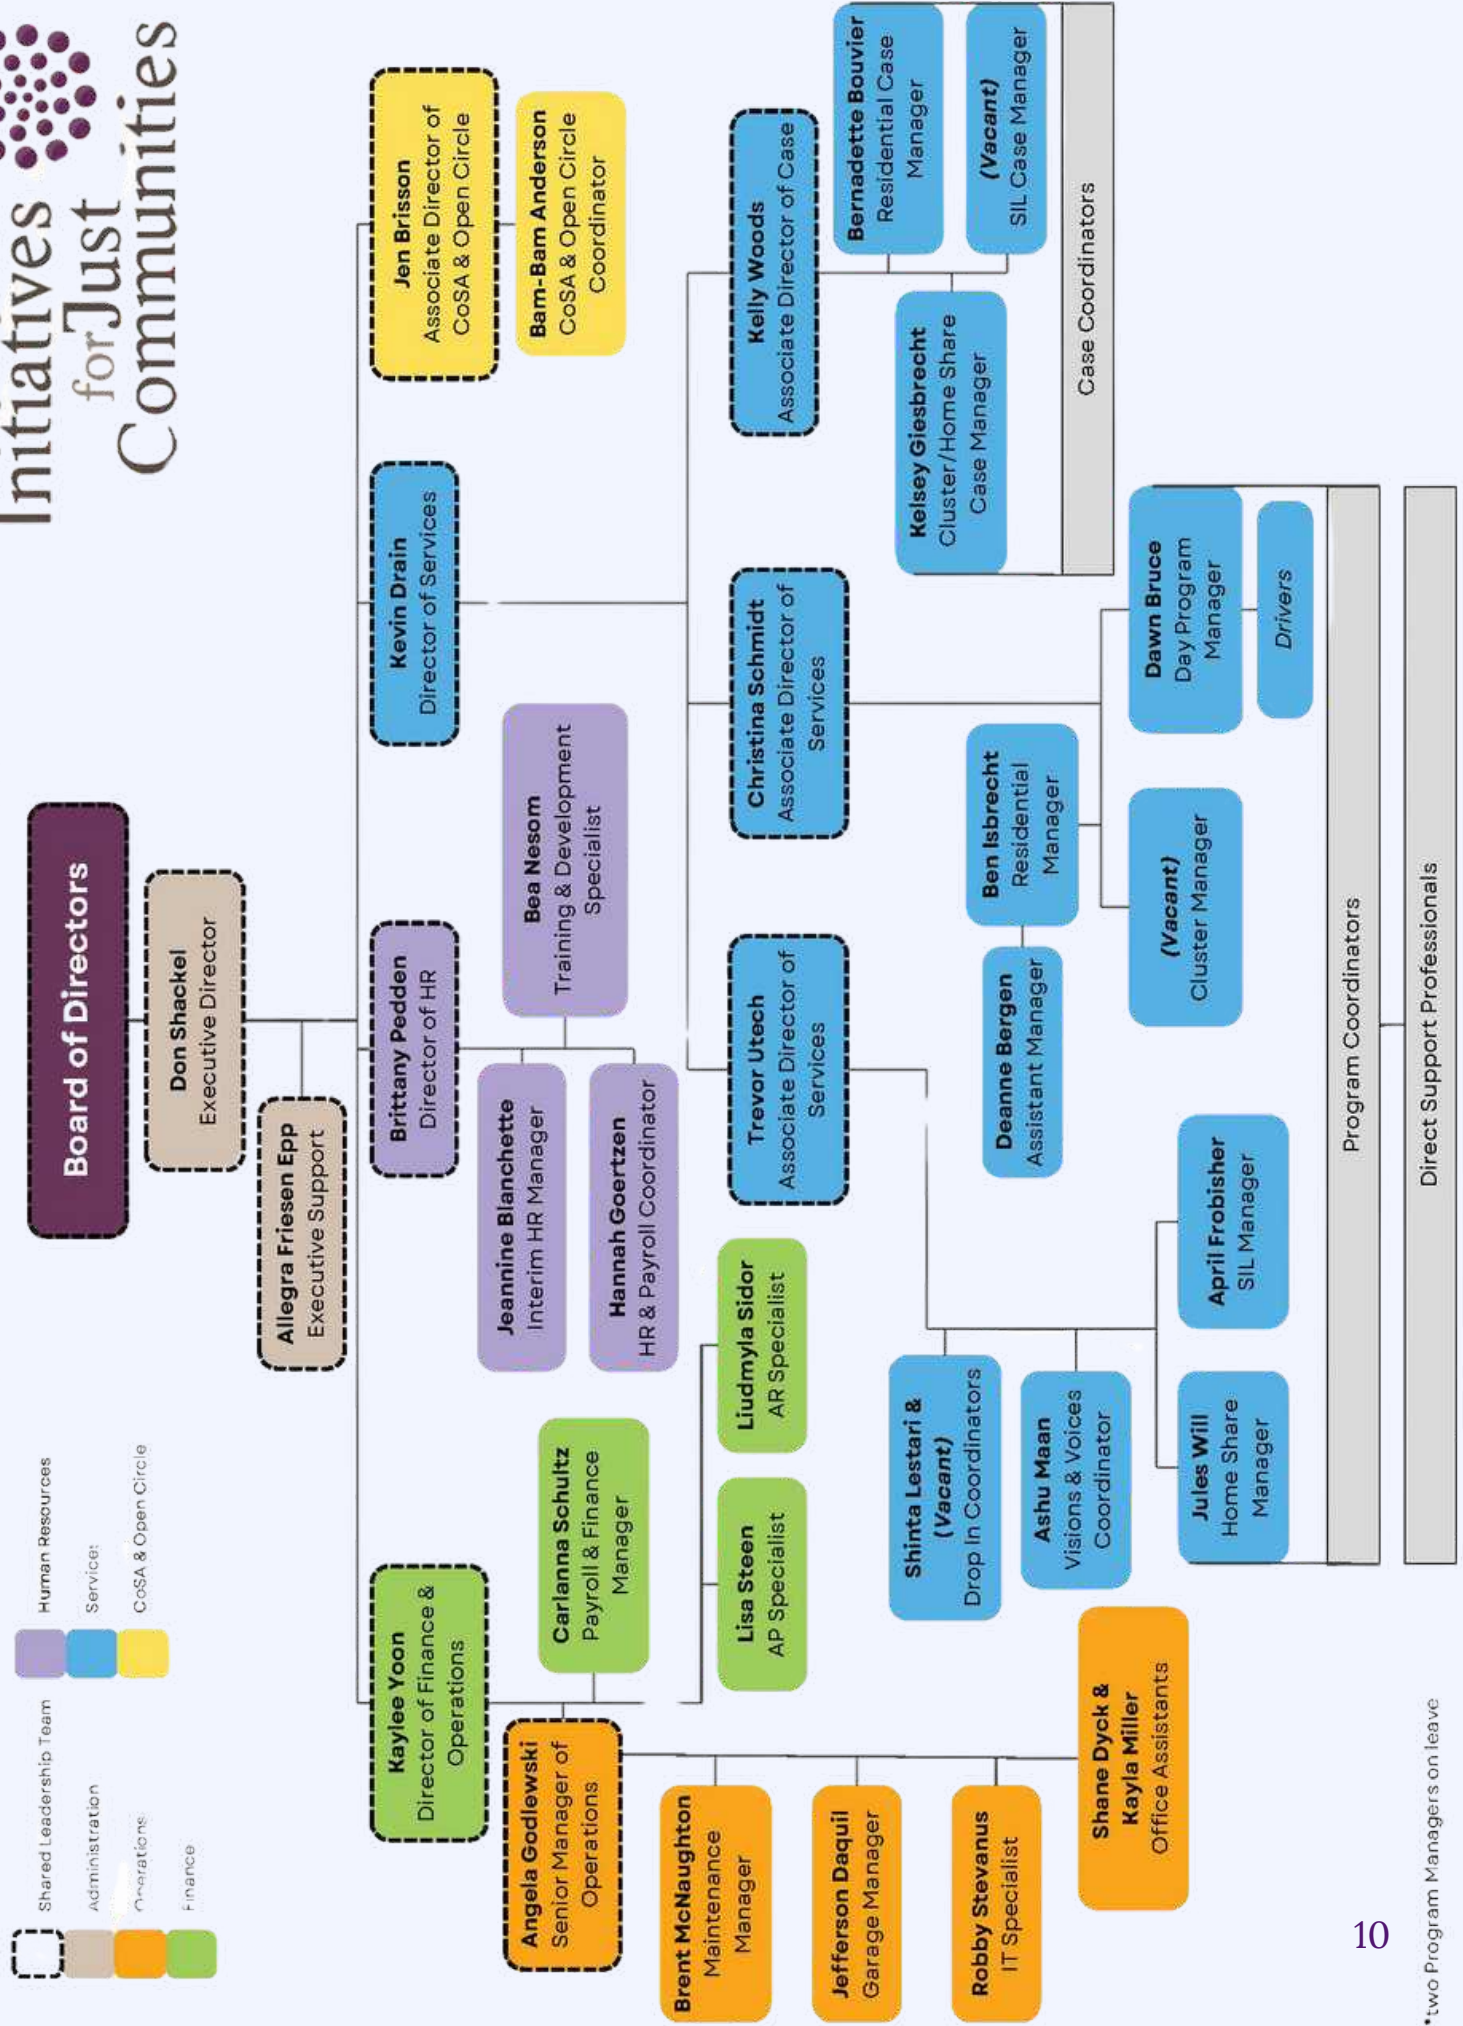 Initiatives
for Just
Communities
Shared Leadership Team
Administration
Operations
Finance
Human Resources
Services
CoSA & Open Circle
Board of Directors
Don Shackel
Executive Director
Allegra Friesen Epp
Executive Support
Kaylee Yoon
Director of Finance &
Operations
Brittany Pedden
Director of HR
Kevin Drain
Director of Services
Jen Brisson
Associate Director of
CoSA & Open Circle
Angela Godlewski
Senior Manager of
Operations
Carlanna Schultz
Payroll & Finance
Manager
Jeannine Blanchette
Interim HR Manager
Bea Nesom
Training & Development
Specialist
Hannah Goertzen
HR & Payroll Coordinator
Bam-Bam Anderson
CoSA & Open Circle
Coordinator
Brent McNaughton
Maintenance
Manager
Jefferson Daquil
Garage Manager
Robby Stevanus
IT Specialist
Shane Dyck &
Kayla Miller
Office Assistants
Lisa Steen
AP Specialist
Liudmyla Sidor
AR Specialist
Trevor Utech
Associate Director of
Services
Christina Schmidt
Associate Director of
Services
Kelly Woods
Associate Director of Case
Shinta Lestari &
(Vacant)
Drop In Coordinators
Ashu Maan
Visions & Voices
Coordinator
Jules Will
Home Share
Manager
April Frobisher
SIL Manager
Ben Isbrecht
Residential
Manager
Deanne Bergen
Assistant Manager
(Vacant)
Cluster Manager
Dawn Bruce
Day Program
Manager
Drivers
Bernadette Bouvier
Residential Case
Manager
Kelsey Giesbrecht
Cluster/Home Share
Case Manager
(Vacant)
SIL Case Manager
Case Coordinators
Program Coordinators
Direct Support Professionals
*two Program Managers on leave
10